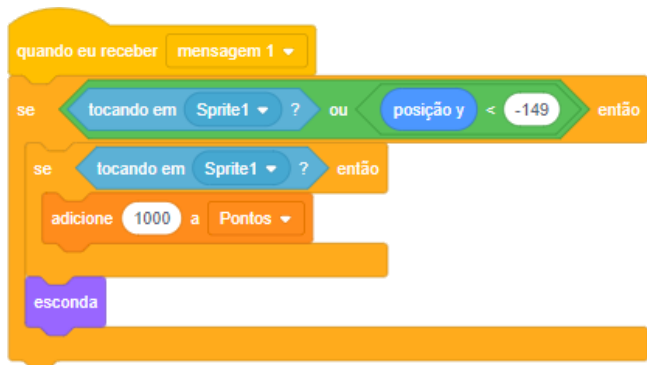 quando eu receber mensagem 1
se tocando em Sprite1 ? ou posição y < -149 então
se tocando em Sprite1 ? então
adicione 1000 a Pontos
esconda